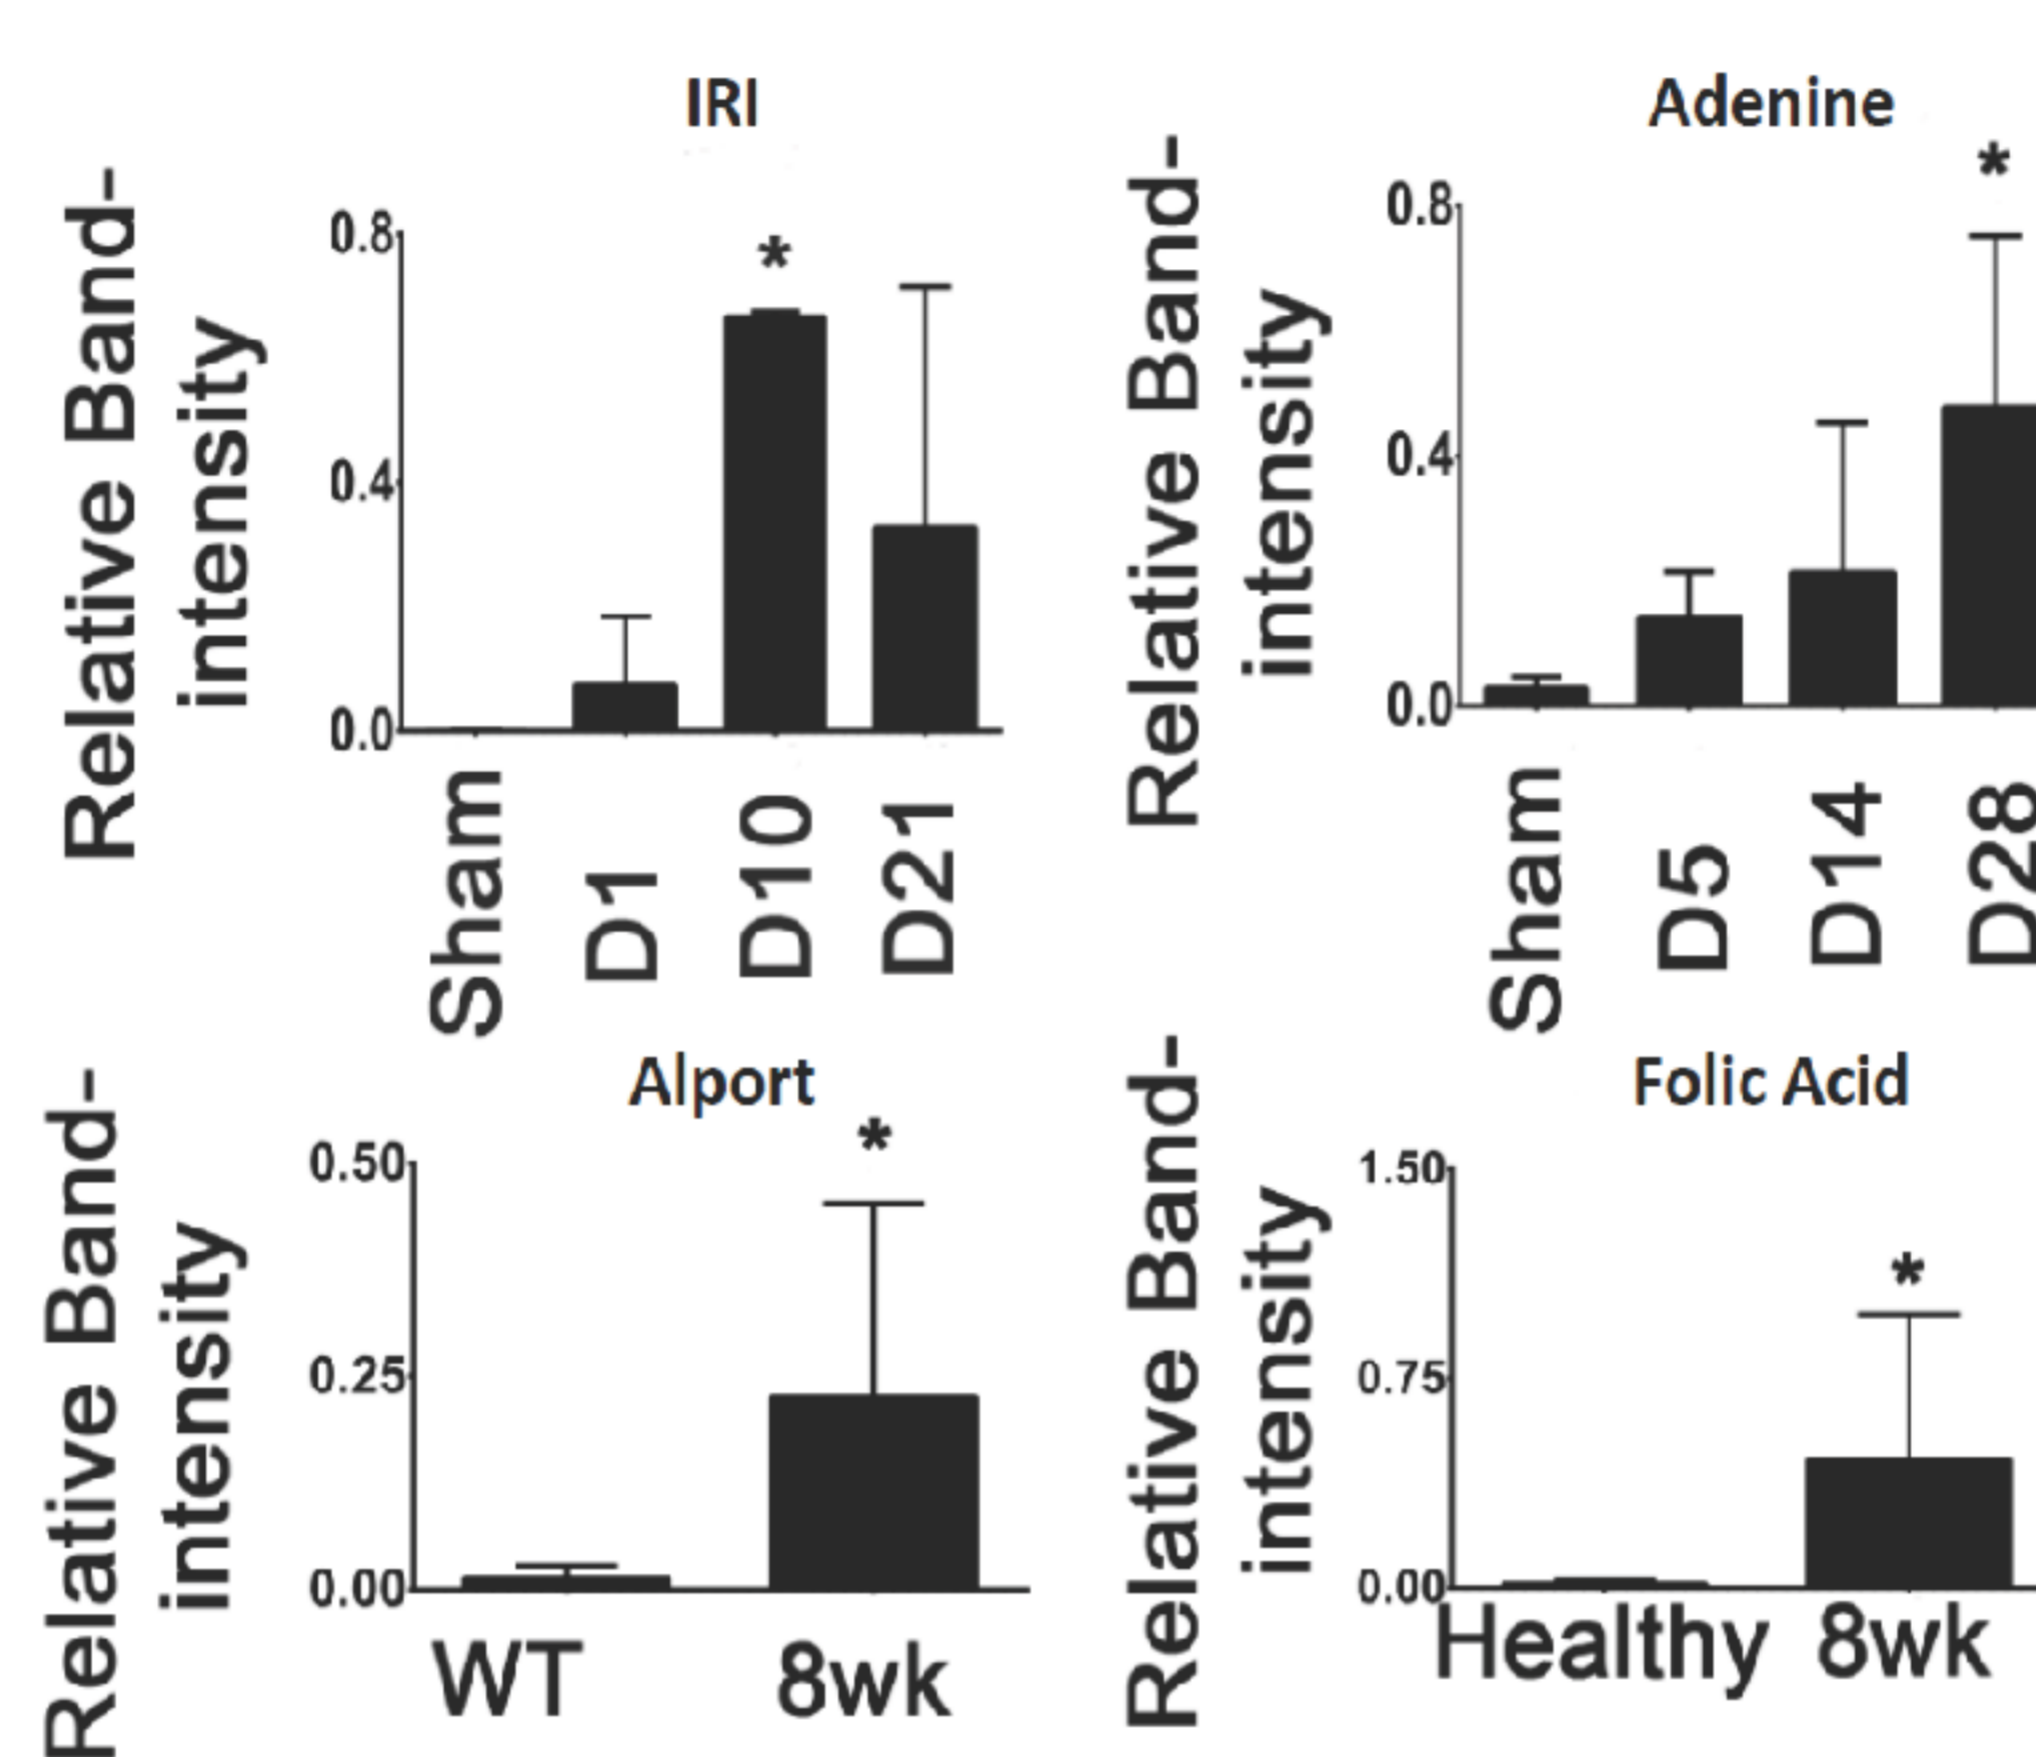 IRI
Relative Band-
intensity
0.8
*
0.4
0.0
Sham
D1
D10
D21
Adenine
Relative Band-
intensity
*
0.8
0.4
0.0
Sham
D5
D14
D28
Alport
Relative Band-
intensity
*
0.50
0.25
0.00
WT
8wk
Folic Acid
Relative Band-
intensity
1.50
*
0.75
0.00
Healthy
8wk